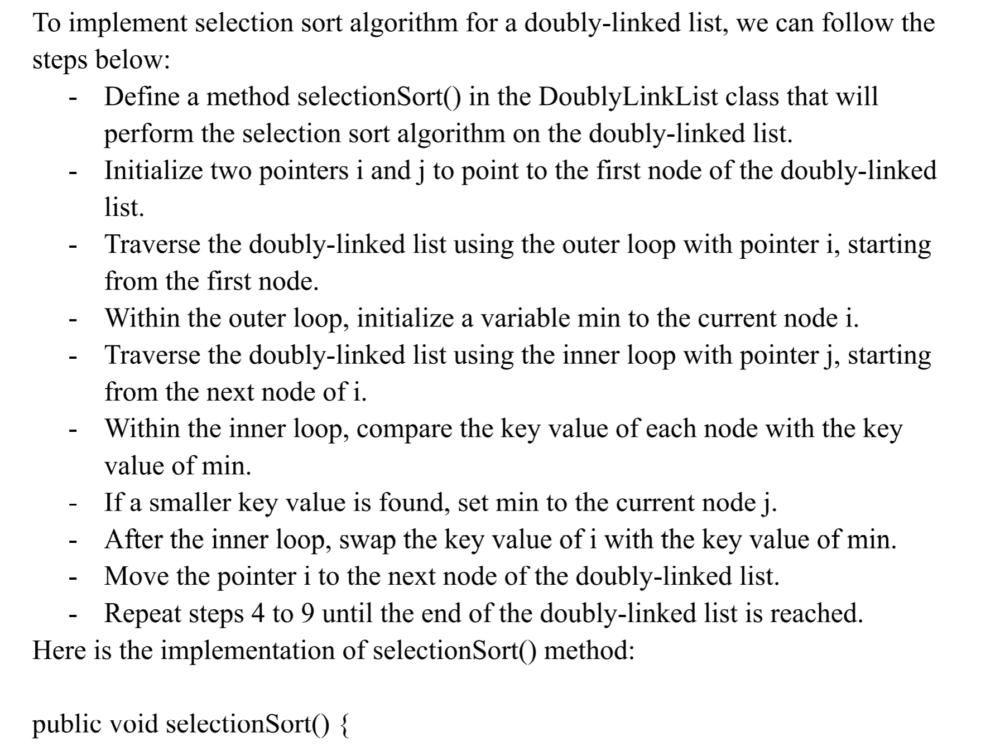 To implement selection sort algorithm for a doubly-linked list, we can follow the
steps below:
- Define a method selectionSort() in the DoublyLinkList class that will
perform the selection sort algorithm on the doubly-linked list.
- Initialize two pointers i and j to point to the first node of the doubly-linked
list.
- Traverse the doubly-linked list using the outer loop with pointer i, starting
from the first node.
- Within the outer loop, initialize a variable min to the current node i.
- Traverse the doubly-linked list using the inner loop with pointer j, starting
from the next node of i.
- Within the inner loop, compare the key value of each node with the key
value of min.
- If a smaller key value is found, set min to the current node j.
- After the inner loop, swap the key value of i with the key value of min.
- Move the pointer i to the next node of the doubly-linked list.
- Repeat steps 4 to 9 until the end of the doubly-linked list is reached.
Here is the implementation of selectionSort() method:
public void selectionSort() {